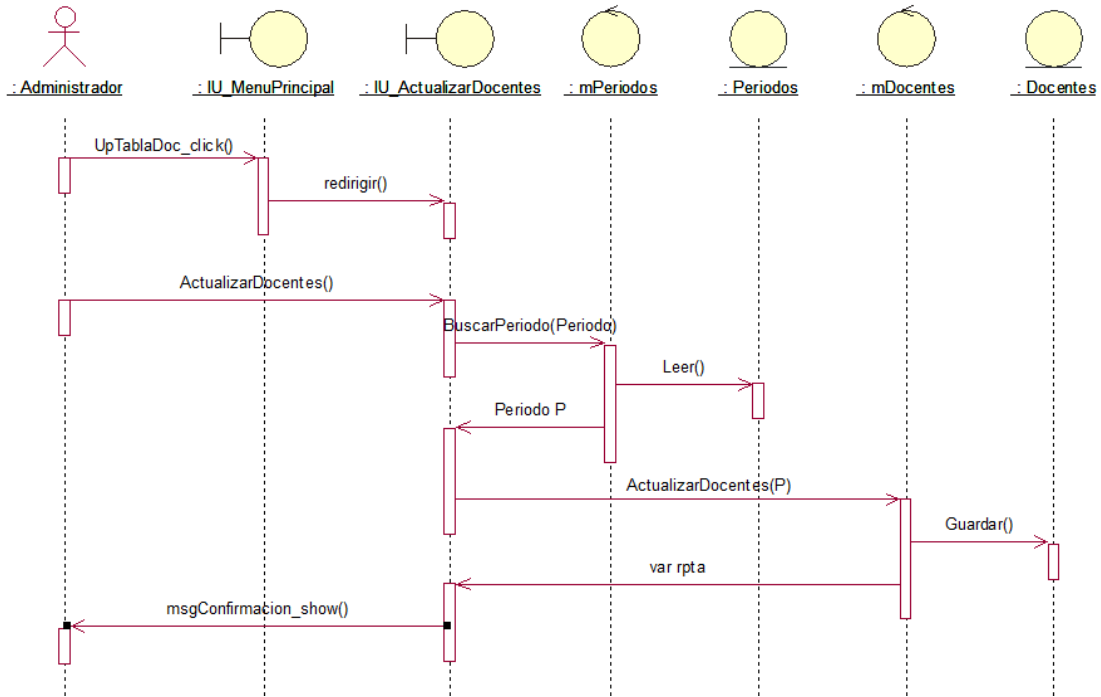 : Administrador
: IU_MenuPrincipal
: IU_ActualizarDocentes
: mPeriodos
: Periodos
: mDocentes
: Docentes
UpTablaDoc_click()
redirigir()
ActualizarDocentes()
BuscarPeriodo(Periodo)
Leer()
Periodo P
ActualizarDocentes(P)
Guardar()
var rpta
msgConfirmacion_show()